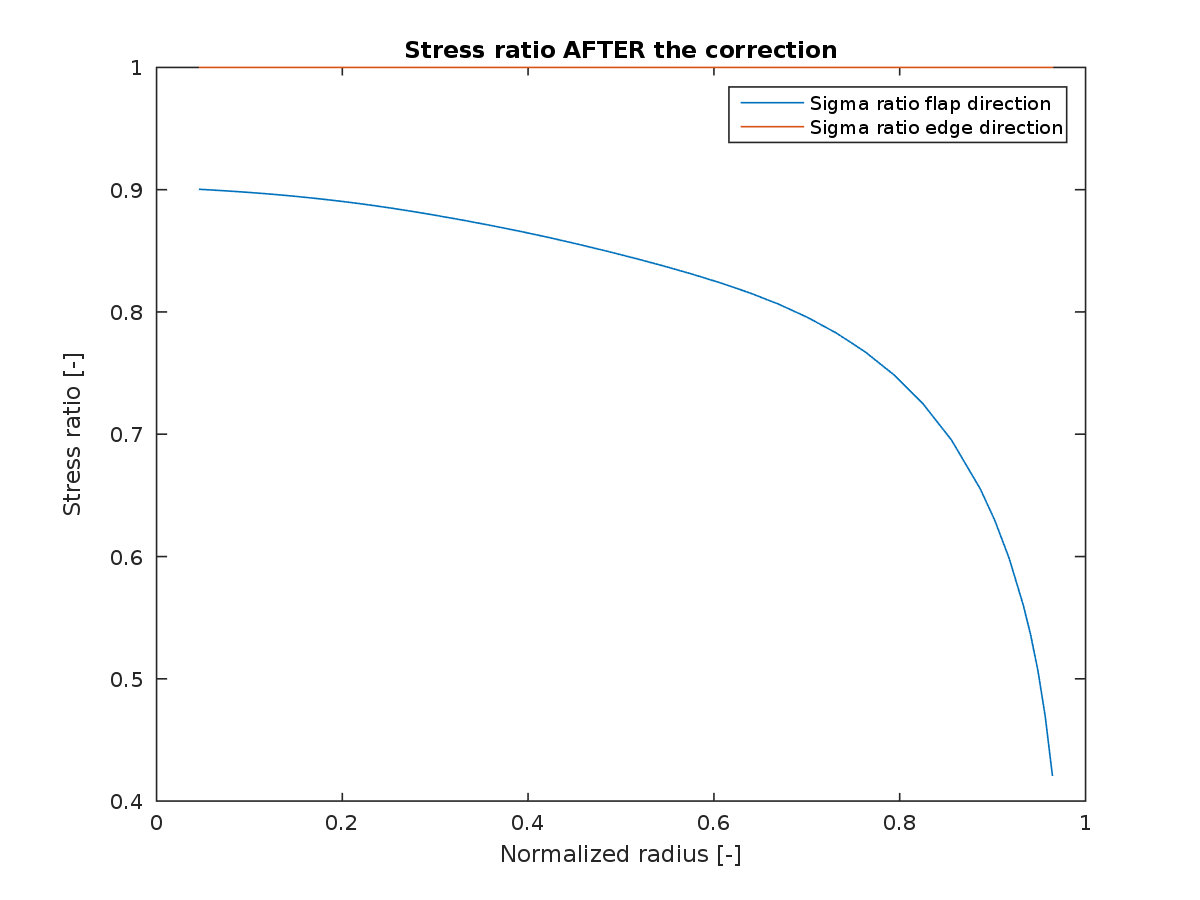 Stress ratio AFTER the correction
Sigma ratio flap direction
Sigma ratio edge direction
Stress ratio [-]
1
0.9
0.8
0.7
0.6
0.5
0.4
0
0.2
0.4
0.6
0.8
1
Normalized radius [-]